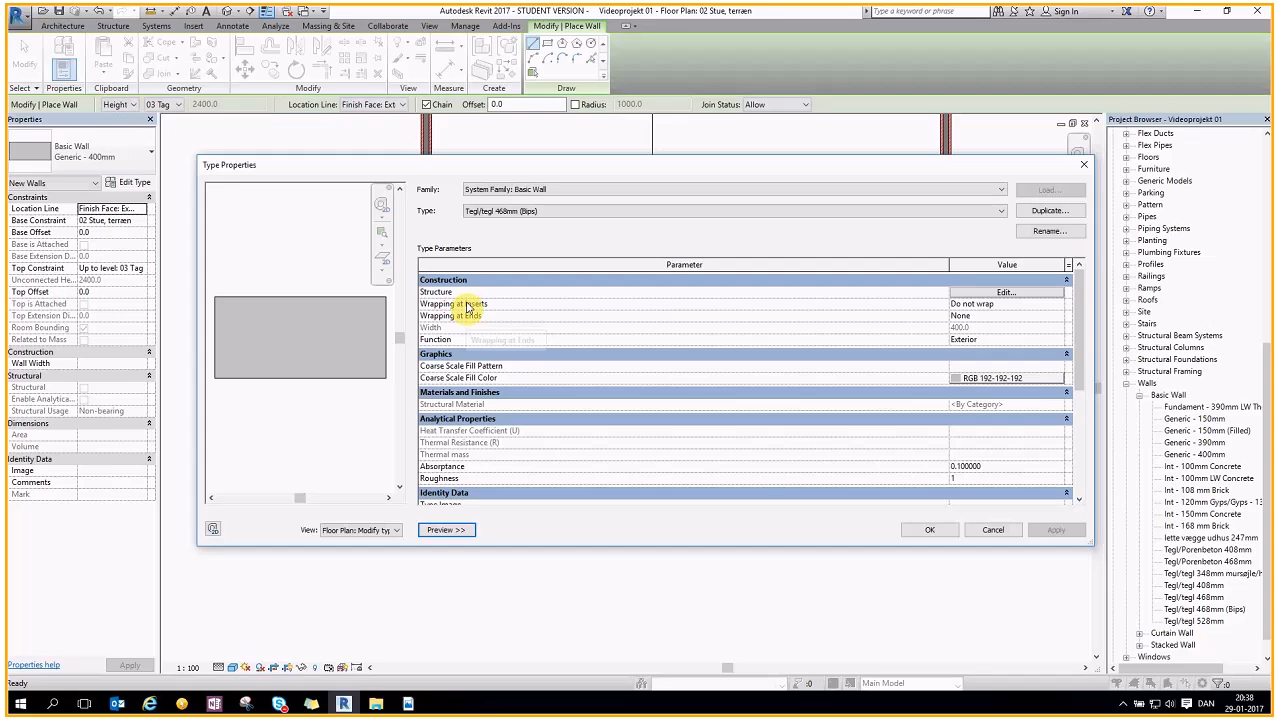 Autodesk Revit 2017 - STUDENT VERSION - Videoprojekt 01 - Floor Plan: 02 Stue, terræn
Type a keyword or phrase
Sign In
Architecture Structure Systems Insert Annotate Analyze Massing & Site Collaborate View Manage Add-Ins Modify | Place Wall
Modify Paste Cope Cut Join
Select Properties Clipboard Geometry Modify View Measure Create Draw
Modify | Place Wall Height 03 Tag 2400.0 Location Line: Finish Face: Ext Chain Offset: 0.0 Radius: 1000.0 Join Status: Allow
Properties
Basic Wall
Generic - 400mm
New Walls Edit Type
Constraints
Location Line Finish Face: Ex...
Base Constraint 02 Stue, terræn
Base Offset 0.0
Base is Attached
Base Extension D
Top Constraint Up to level: 03 Tag
Unconnected He... 2400.0
Top Offset 0.0
Top is Attached
Top Extension Di... 0.0
Room Bounding
Related to Mass
Construction
Wall Width
Structural
Structural
Enable Analytica...
Structural Usage Non-bearing
Dimensions
Area
Volume
Identity Data
Image
Comments
Mark
Properties help Apply
Type Properties
Family: System Family: Basic Wall Load...
Type: Tegl/tegl 468mm (Bips) Duplicate...
Rename...
Type Parameters
Parameter Value =
Construction
Structure Edit...
Wrapping at Inserts Do not wrap
Wrapping at Ends None
Width 400.0
Wrapping at Ends
Function Exterior
Graphics
Coarse Scale Fill Pattern
Coarse Scale Fill Color RGB 192-192-192
Materials and Finishes
Structural Material <By Category>
Analytical Properties
Heat Transfer Coefficient (U)
Thermal Resistance (R)
Thermal mass
Absorptance 0.100000
Roughness 1
Identity Data
View: Floor Plan: Modify typ Preview >> OK Cancel Apply
Project Browser - Videoprojekt 01
Flex Ducts
Flex Pipes
Floors
Furniture
Generic Models
Parking
Pattern
Pipes
Piping Systems
Planting
Plumbing Fixtures
Profiles
Railings
Ramps
Roofs
Site
Stairs
Structural Beam Systems
Structural Columns
Structural Foundations
Structural Framing
Walls
Basic Wall
Fundament - 390mm LW Th
Generic - 150mm
Generic - 150mm (Filled)
Generic - 390mm
Generic - 400mm
Int - 100mm Concrete
Int - 100mm LW Concrete
Int - 108 mm Brick
Int - 120mm Gyps/Gyps - 13
Int - 150mm Concrete
Int - 168 mm Brick
lette vægge udhus 247mm
Tegl/Porenbeton 408mm
Tegl/Porenbeton 468mm
Tegl/tegl 348mm mursøjle/h
Tegl/tegl 408mm
Tegl/tegl 468mm
Tegl/tegl 468mm (Bips)
Tegl/tegl 528mm
Curtain Wall
Stacked Wall
Windows
1 : 100
Ready :0 Main Model :0
DAN 20:38
29-01-2017